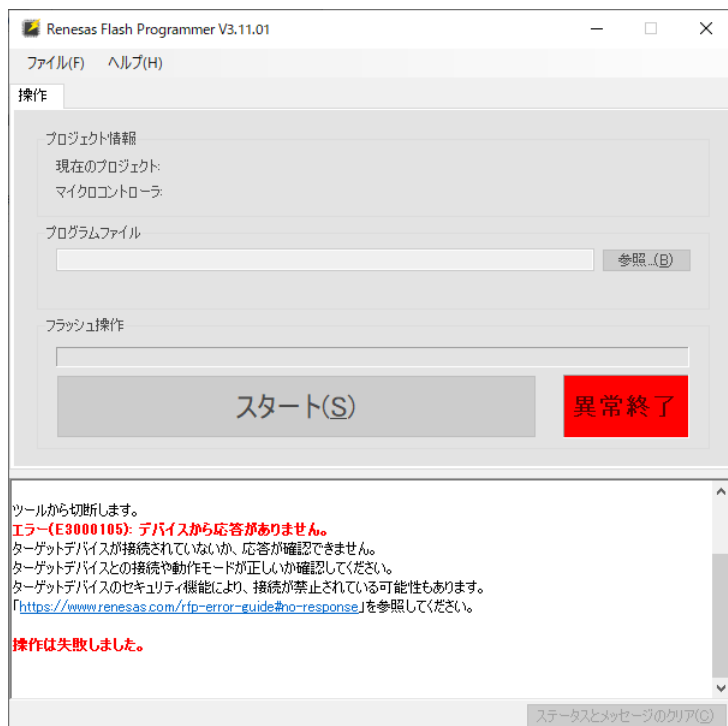 Renesas Flash Programmer V3.11.01
ファイル(F) ヘルプ(H)
操作
プロジェクト情報
現在のプロジェクト:
マイクロコントローラ:
プログラムファイル
参照...(B)
フラッシュ操作
スタート(S)
異常終了
ツールから切断します。
エラー(E3000105): デバイスから応答がありません。
ターゲットデバイスが接続されていないか、応答が確認できません。
ターゲットデバイスとの接続や動作モードが正しいか確認してください。
ターゲットデバイスのセキュリティ機能により、接続が禁止されている可能性もあります。
「https://www.renesas.com/rfp-error-guide#no-response」を参照してください。
操作は失敗しました。
ステータスとメッセージのクリア(C)